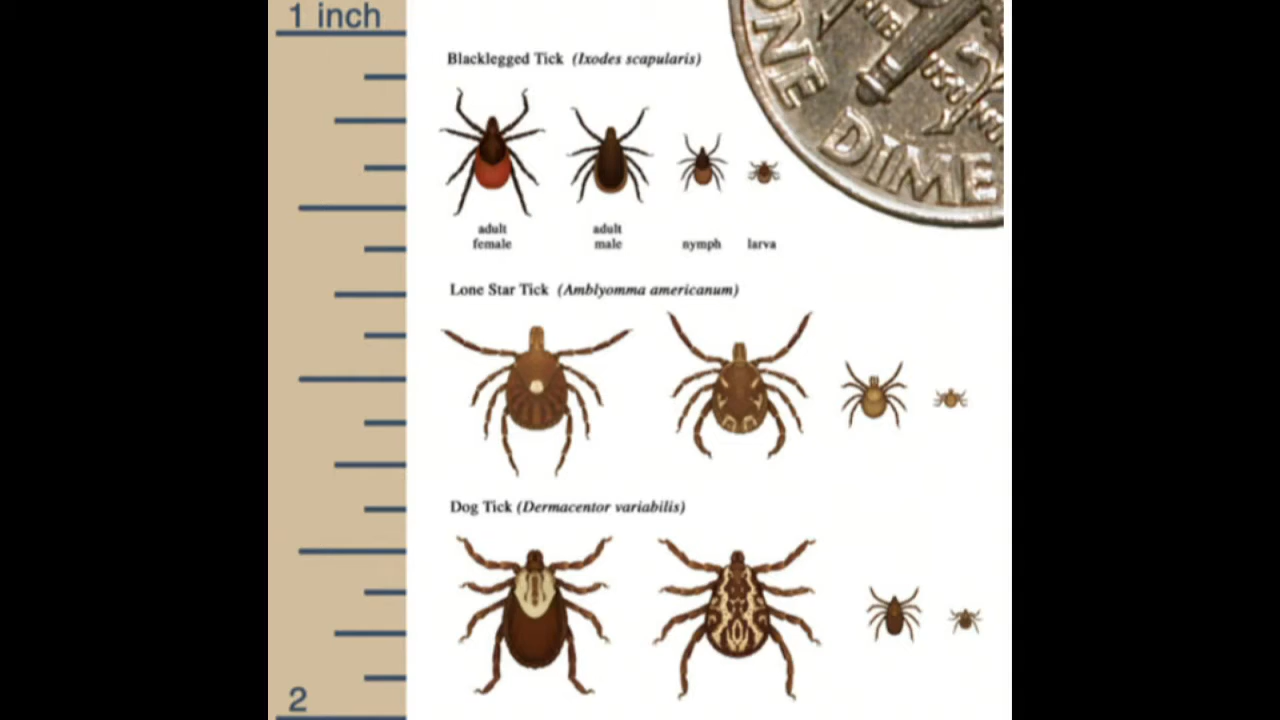 1 inch
Blacklegged Tick (Ixodes scapularis)
ONE DIME
adult female
adult male
nymph
larva
Lone Star Tick (Amblyomma americanum)
Dog Tick (Dermacentor variabilis)
2